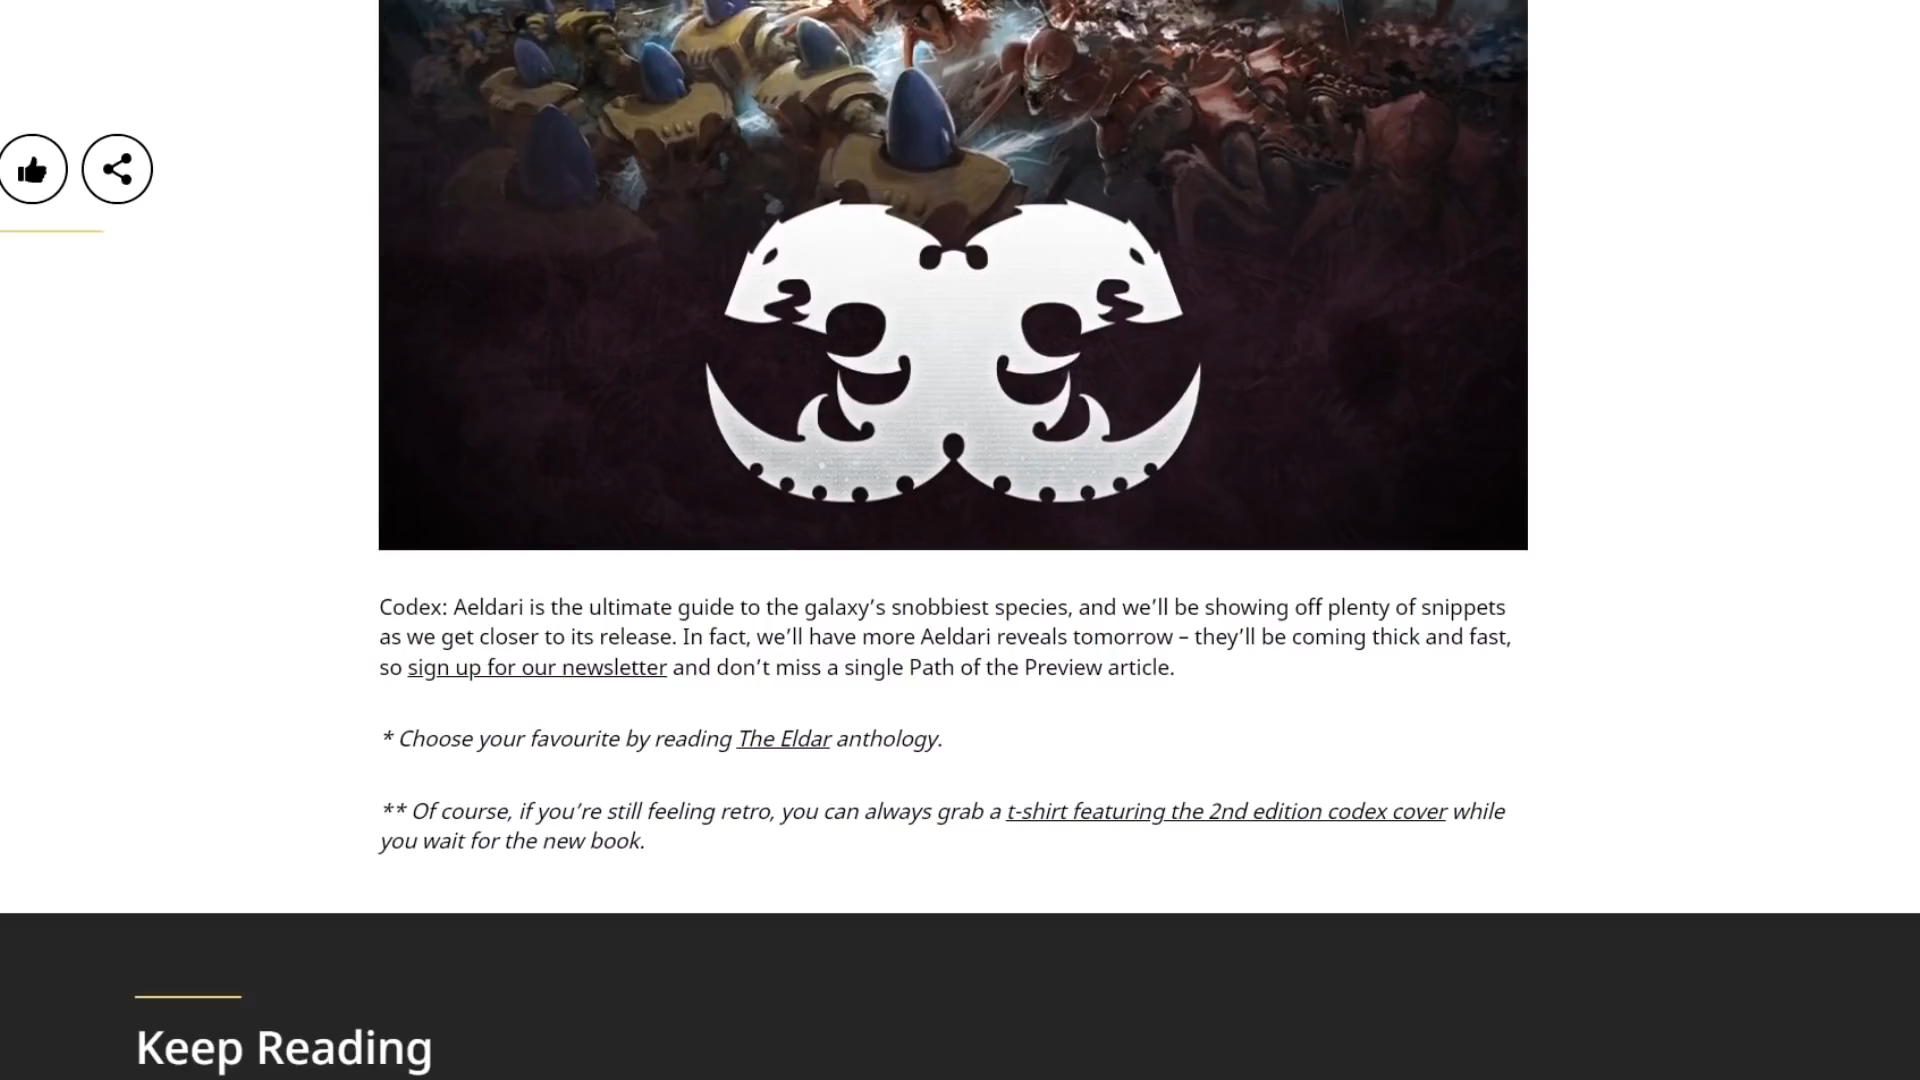 Codex: Aeldari is the ultimate guide to the galaxy’s snobbiest species, and we’ll be showing off plenty of snippets
as we get closer to its release. In fact, we’ll have more Aeldari reveals tomorrow – they’ll be coming thick and fast,
so sign up for our newsletter and don’t miss a single Path of the Preview article.
* Choose your favourite by reading The Eldar anthology.
** Of course, if you’re still feeling retro, you can always grab a t-shirt featuring the 2nd edition codex cover while
you wait for the new book.
Keep Reading